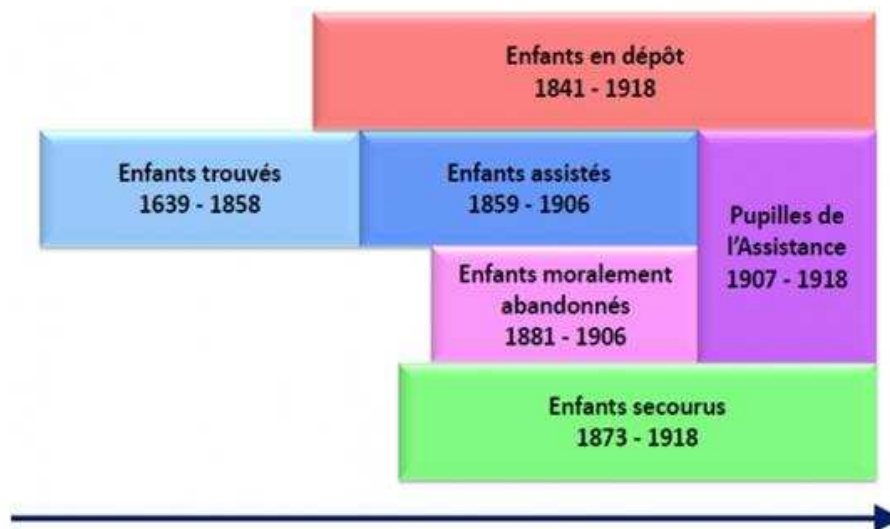 Enfants en dépôt
1841 - 1918
Enfants trouvés
1639 - 1858
Enfants assistés
1859 - 1906
Pupilles de
l'Assistance
1907 - 1918
Enfants moralement
abandonnés
1881 - 1906
Enfants secourus
1873 - 1918